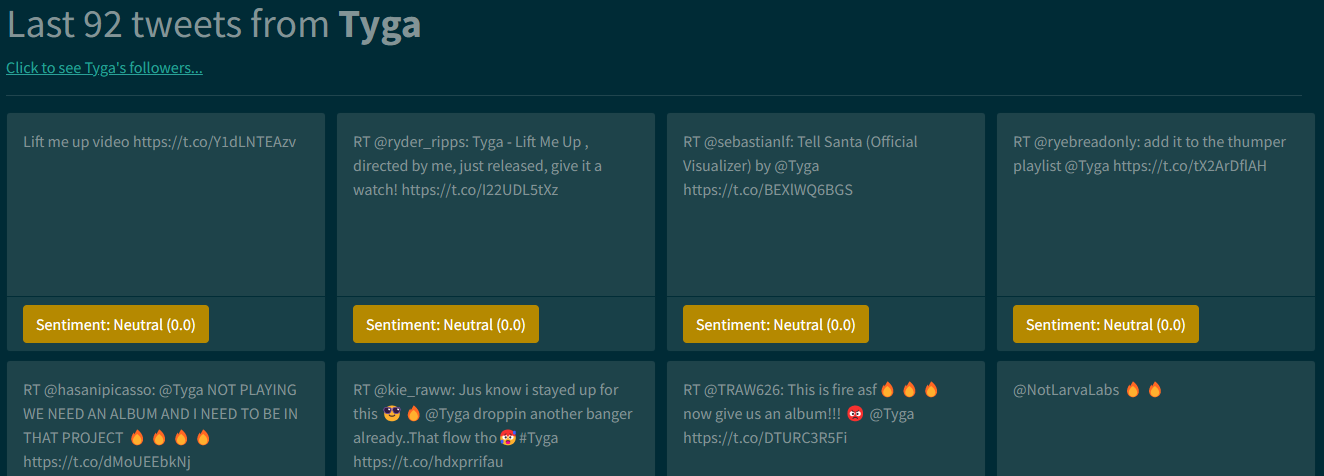 Last 92 tweets from Tyga
Click to see Tyga's followers...
Lift me up video https://t.co/Y1dLNTEAzv
Sentiment: Neutral (0.0)
RT @ryder_ripps: Tyga - Lift Me Up ,
directed by me, just released, give it a
watch! https://t.co/I22UDL5tXz
Sentiment: Neutral (0.0)
RT @sebastianlf: Tell Santa (Official
Visualizer) by @Tyga
https://t.co/BEXlWQ6BGS
Sentiment: Neutral (0.0)
RT @ryebreadonly: add it to the thumper
playlist @Tyga https://t.co/tX2ArDflAH
Sentiment: Neutral (0.0)
RT @hasanipicasso: @Tyga NOT PLAYING
WE NEED AN ALBUM AND I NEED TO BE IN
THAT PROJECT 🔥 🔥 🔥 🔥
https://t.co/dMoUEEbkNj
RT @kie_raww: Jus know i stayed up for
this 😎 🔥 @Tyga droppin another banger
already..That flow tho 🤯 #Tyga
https://t.co/hdxprrifau
RT @TRAW626: This is fire asf 🔥 🔥 🔥
now give us an album!!! 👹 @Tyga
https://t.co/DTURC3R5Fi
@NotLarvaLabs 🔥 🔥